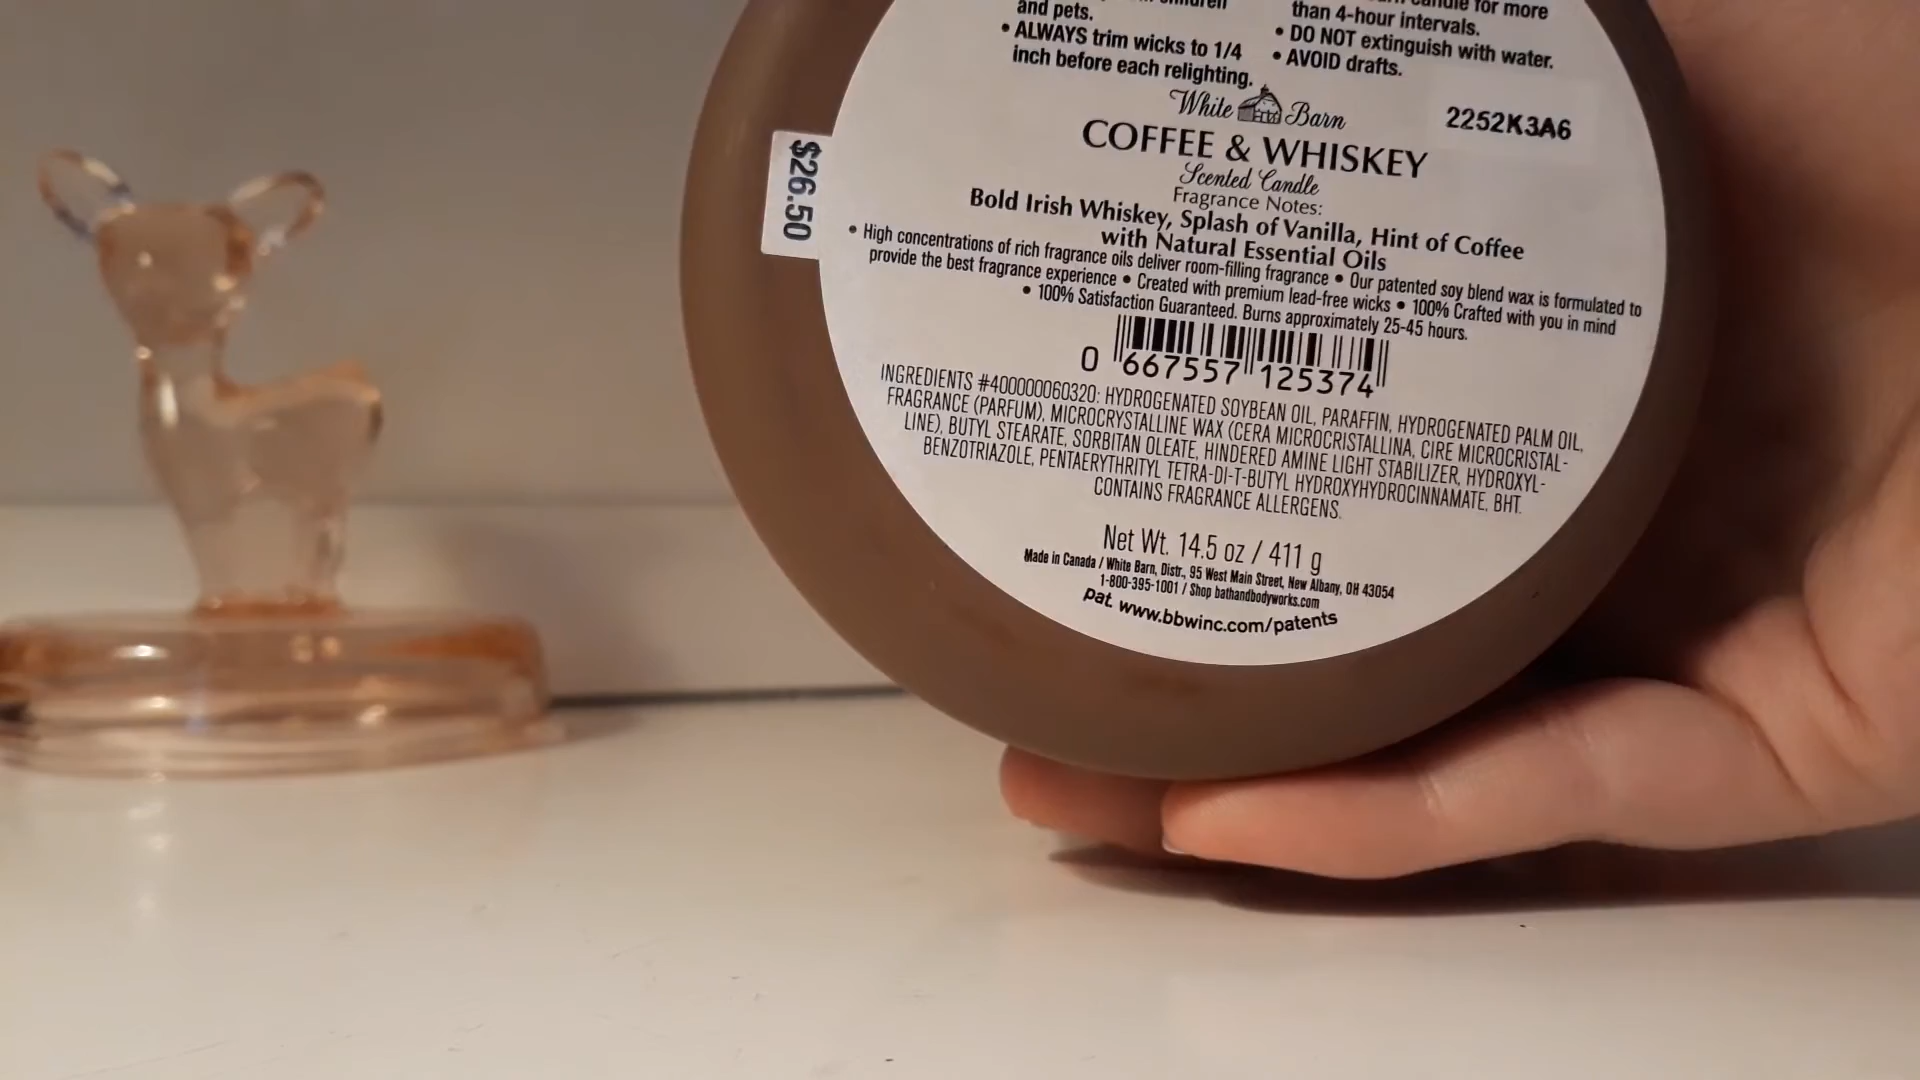 and pets.
• ALWAYS trim wicks to 1/4
inch before each relighting.
for more
than 4-hour intervals.
• DO NOT extinguish with water.
• AVOID drafts.
White Barn
2252K3A6
COFFEE & WHISKEY
Scented Candle
Fragrance Notes:
Bold Irish Whiskey, Splash of Vanilla, Hint of Coffee
with Natural Essential Oils
• High concentrations of rich fragrance oils deliver room-filling fragrance • Our patented soy blend wax is formulated to
provide the best fragrance experience • Created with premium lead-free wicks • 100% Crafted with you in mind
• 100% Satisfaction Guaranteed. Burns approximately 25-45 hours.
$26.50
0 667557 125374
INGREDIENTS #400000060320: HYDROGENATED SOYBEAN OIL, PARAFFIN, HYDROGENATED PALM OIL,
FRAGRANCE (PARFUM), MICROCRYSTALLINE WAX (CERA MICROCRISTALLINA, CIRE MICROCRISTAL-
LINE), BUTYL STEARATE, SORBITAN OLEATE, HINDERED AMINE LIGHT STABILIZER, HYDROXYL-
BENZOTRIAZOLE, PENTAERYTHRITYL TETRA-DI-T-BUTYL HYDROXYHYDROCINNAMATE, BHT.
CONTAINS FRAGRANCE ALLERGENS.
Net Wt. 14.5 oz / 411 g
Made in Canada / White Barn, Distr., 95 West Main Street, New Albany, OH 43054
1-800-395-1001 / Shop bathandbodyworks.com
pat. www.bbwinc.com/patents